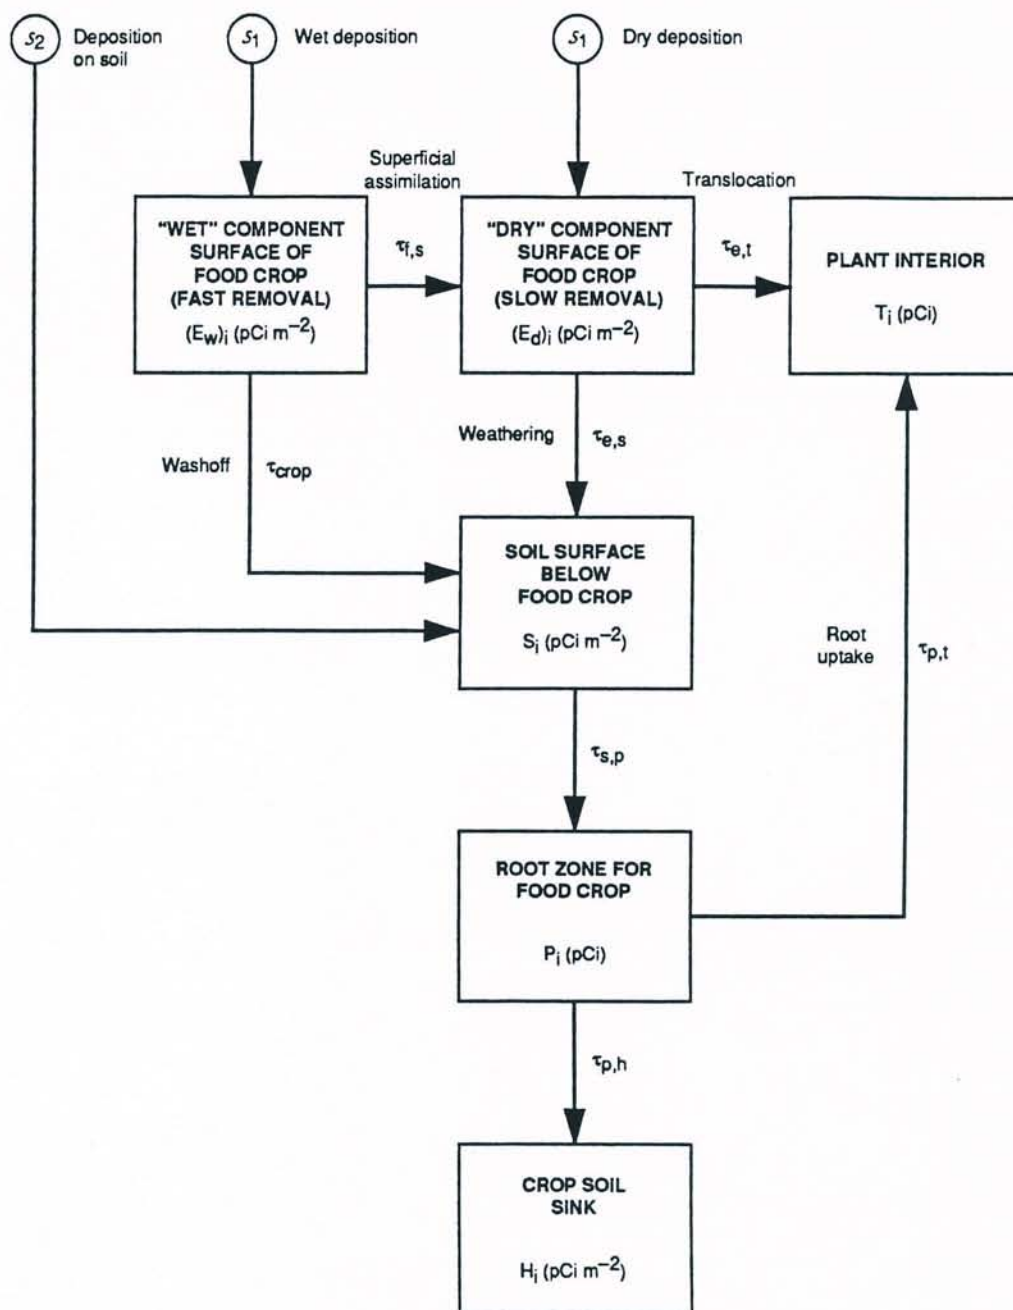 s2 Deposition
on soil
s1 Wet deposition
s1 Dry deposition
Superficial
assimilation
Translocation
"WET" COMPONENT
SURFACE OF
FOOD CROP
(FAST REMOVAL)
(Ew)i (pCi m−2)
τf,s
"DRY" COMPONENT
SURFACE OF
FOOD CROP
(SLOW REMOVAL)
(Ed)i (pCi m−2)
τe,t
PLANT INTERIOR
Ti (pCi)
Washoff τcrop
Weathering τe,s
SOIL SURFACE
BELOW
FOOD CROP
Si (pCi m−2)
Root
uptake
τp,t
τs,p
ROOT ZONE FOR
FOOD CROP
Pi (pCi)
τp,h
CROP SOIL
SINK
Hi (pCi m−2)